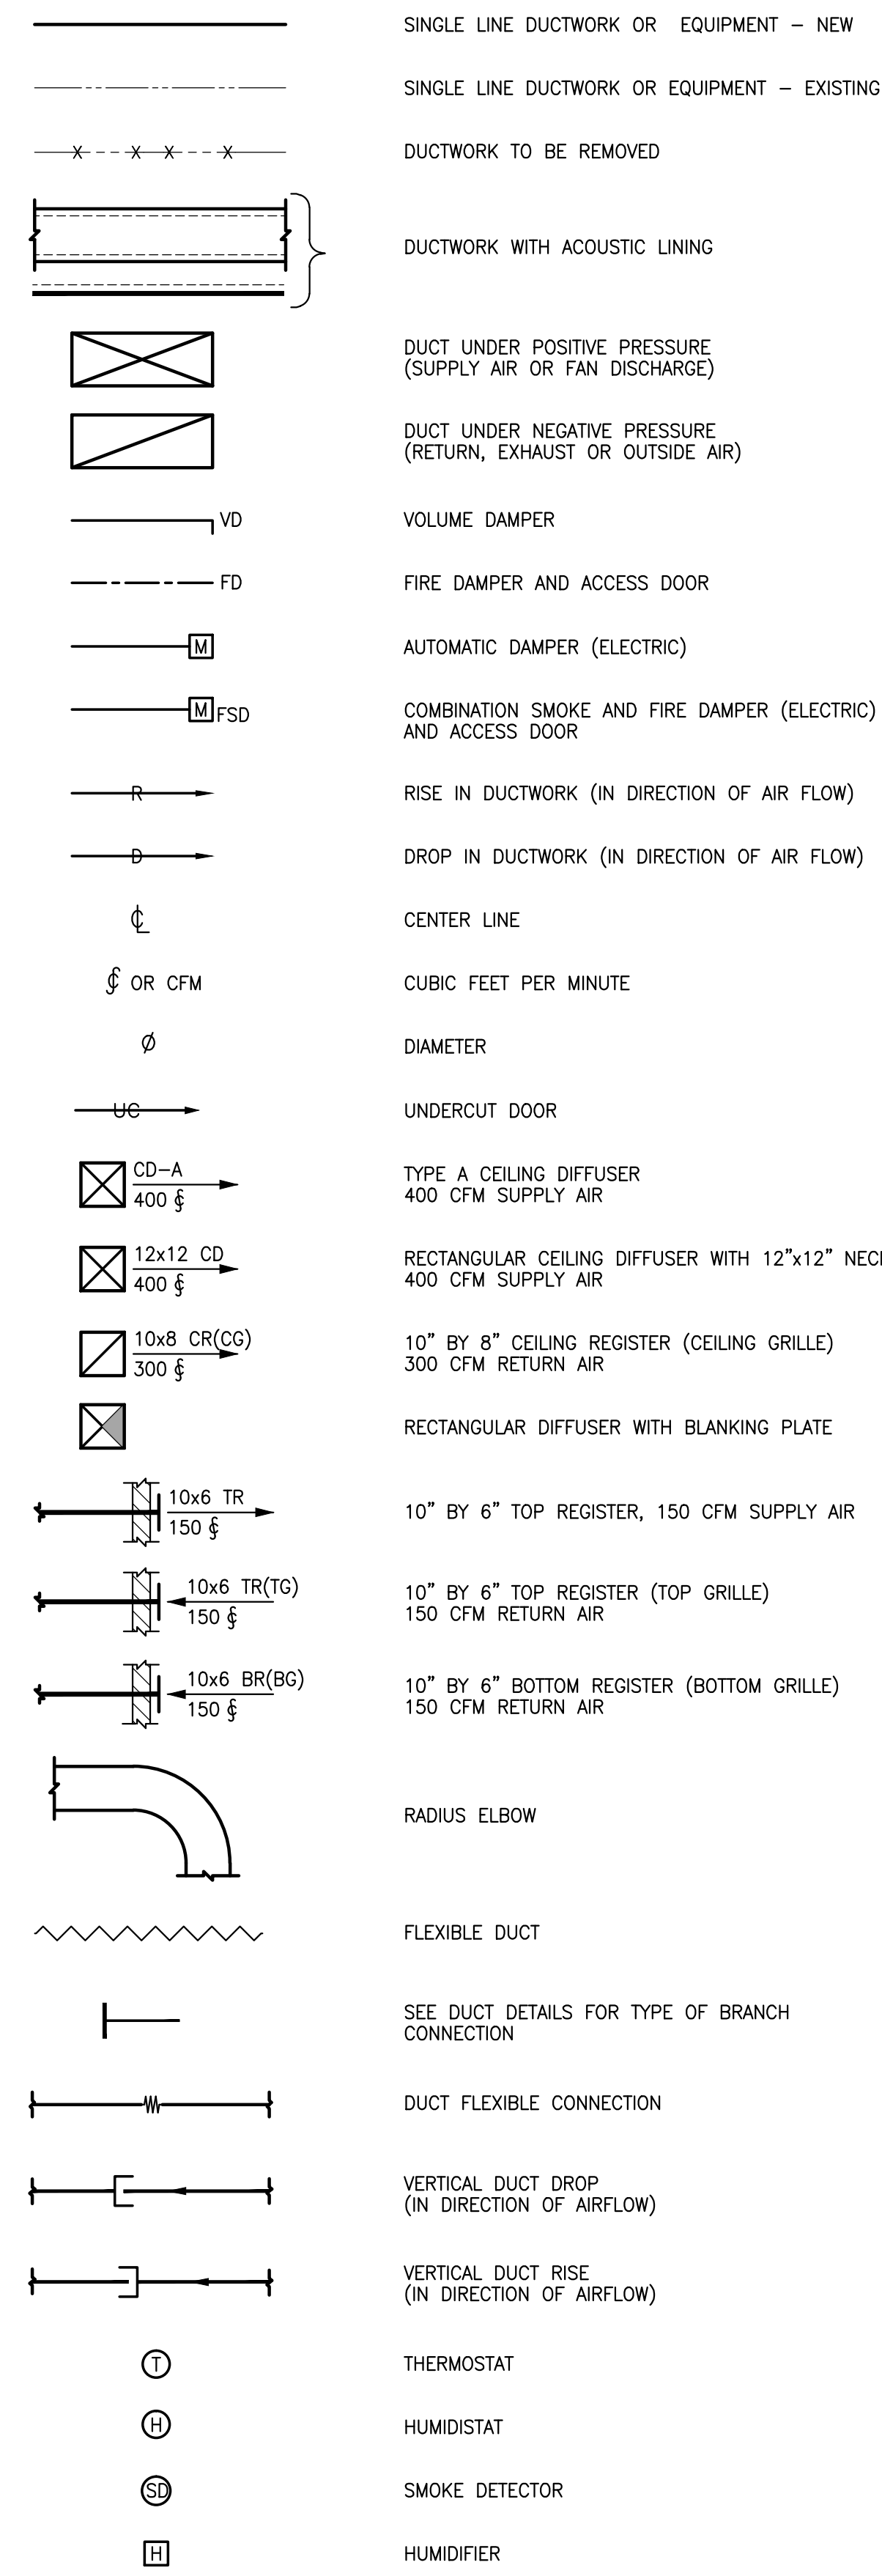 SINGLE LINE DUCTWORK OR EQUIPMENT – NEW
SINGLE LINE DUCTWORK OR EQUIPMENT – EXISTING
X X X X DUCTWORK TO BE REMOVED
DUCTWORK WITH ACOUSTIC LINING
DUCT UNDER POSITIVE PRESSURE
(SUPPLY AIR OR FAN DISCHARGE)
DUCT UNDER NEGATIVE PRESSURE
(RETURN, EXHAUST OR OUTSIDE AIR)
VD VOLUME DAMPER
FD FIRE DAMPER AND ACCESS DOOR
M AUTOMATIC DAMPER (ELECTRIC)
M FSD COMBINATION SMOKE AND FIRE DAMPER (ELECTRIC)
AND ACCESS DOOR
R RISE IN DUCTWORK (IN DIRECTION OF AIR FLOW)
D DROP IN DUCTWORK (IN DIRECTION OF AIR FLOW)
℄ CENTER LINE
OR CFM CUBIC FEET PER MINUTE
Ø DIAMETER
UC UNDERCUT DOOR
CD–A TYPE A CEILING DIFFUSER
400 400 CFM SUPPLY AIR
12x12 CD RECTANGULAR CEILING DIFFUSER WITH 12”x12”
400 400 CFM SUPPLY AIR
10x8 CR(CG) 10” BY 8” CEILING REGISTER (CEILING GRILLE)
300 300 CFM RETURN AIR
RECTANGULAR DIFFUSER WITH BLANKING PLATE
10x6 TR
150 10” BY 6” TOP REGISTER, 150 CFM SUPPLY AIR
10x6 TR(TG) 10” BY 6” TOP REGISTER (TOP GRILLE)
150 150 CFM RETURN AIR
10x6 BR(BG) 10” BY 6” BOTTOM REGISTER (BOTTOM GRILLE)
150 150 CFM RETURN AIR
RADIUS ELBOW
FLEXIBLE DUCT
SEE DUCT DETAILS FOR TYPE OF BRANCH
CONNECTION
DUCT FLEXIBLE CONNECTION
VERTICAL DUCT DROP
(IN DIRECTION OF AIRFLOW)
VERTICAL DUCT RISE
(IN DIRECTION OF AIRFLOW)
T THERMOSTAT
H HUMIDISTAT
SD SMOKE DETECTOR
H HUMIDIFIER